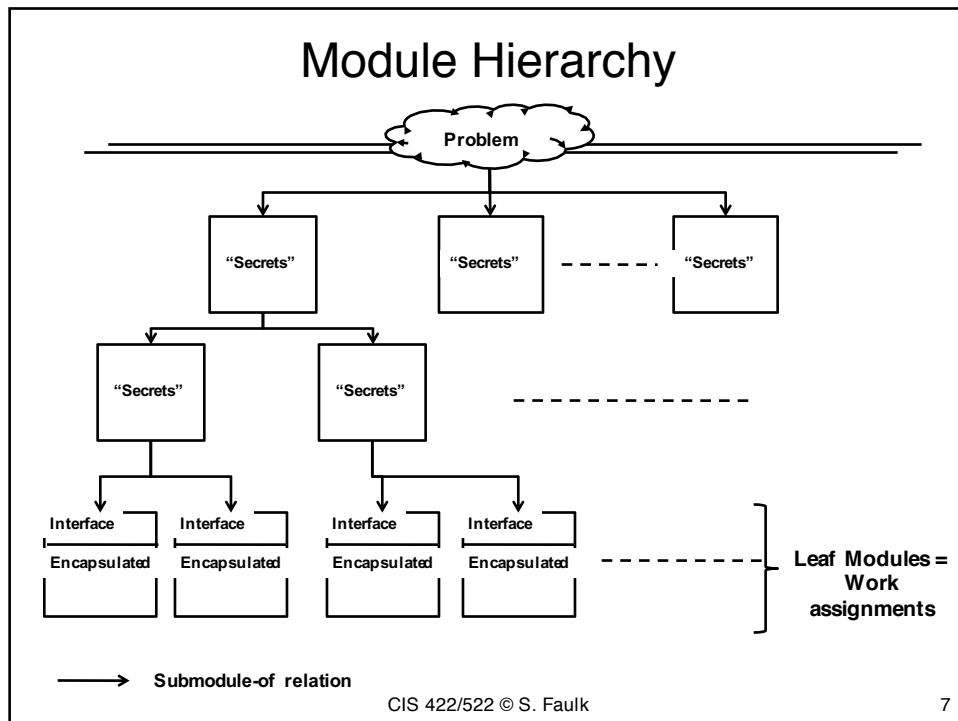 Module Hierarchy
Problem
“Secrets”
“Secrets”
“Secrets”
“Secrets”
“Secrets”
Interface
Interface
Interface
Interface
Encapsulated
Encapsulated
Encapsulated
Encapsulated
Leaf Modules =
Work
assignments
Submodule-of relation
CIS 422/522 © S. Faulk
7